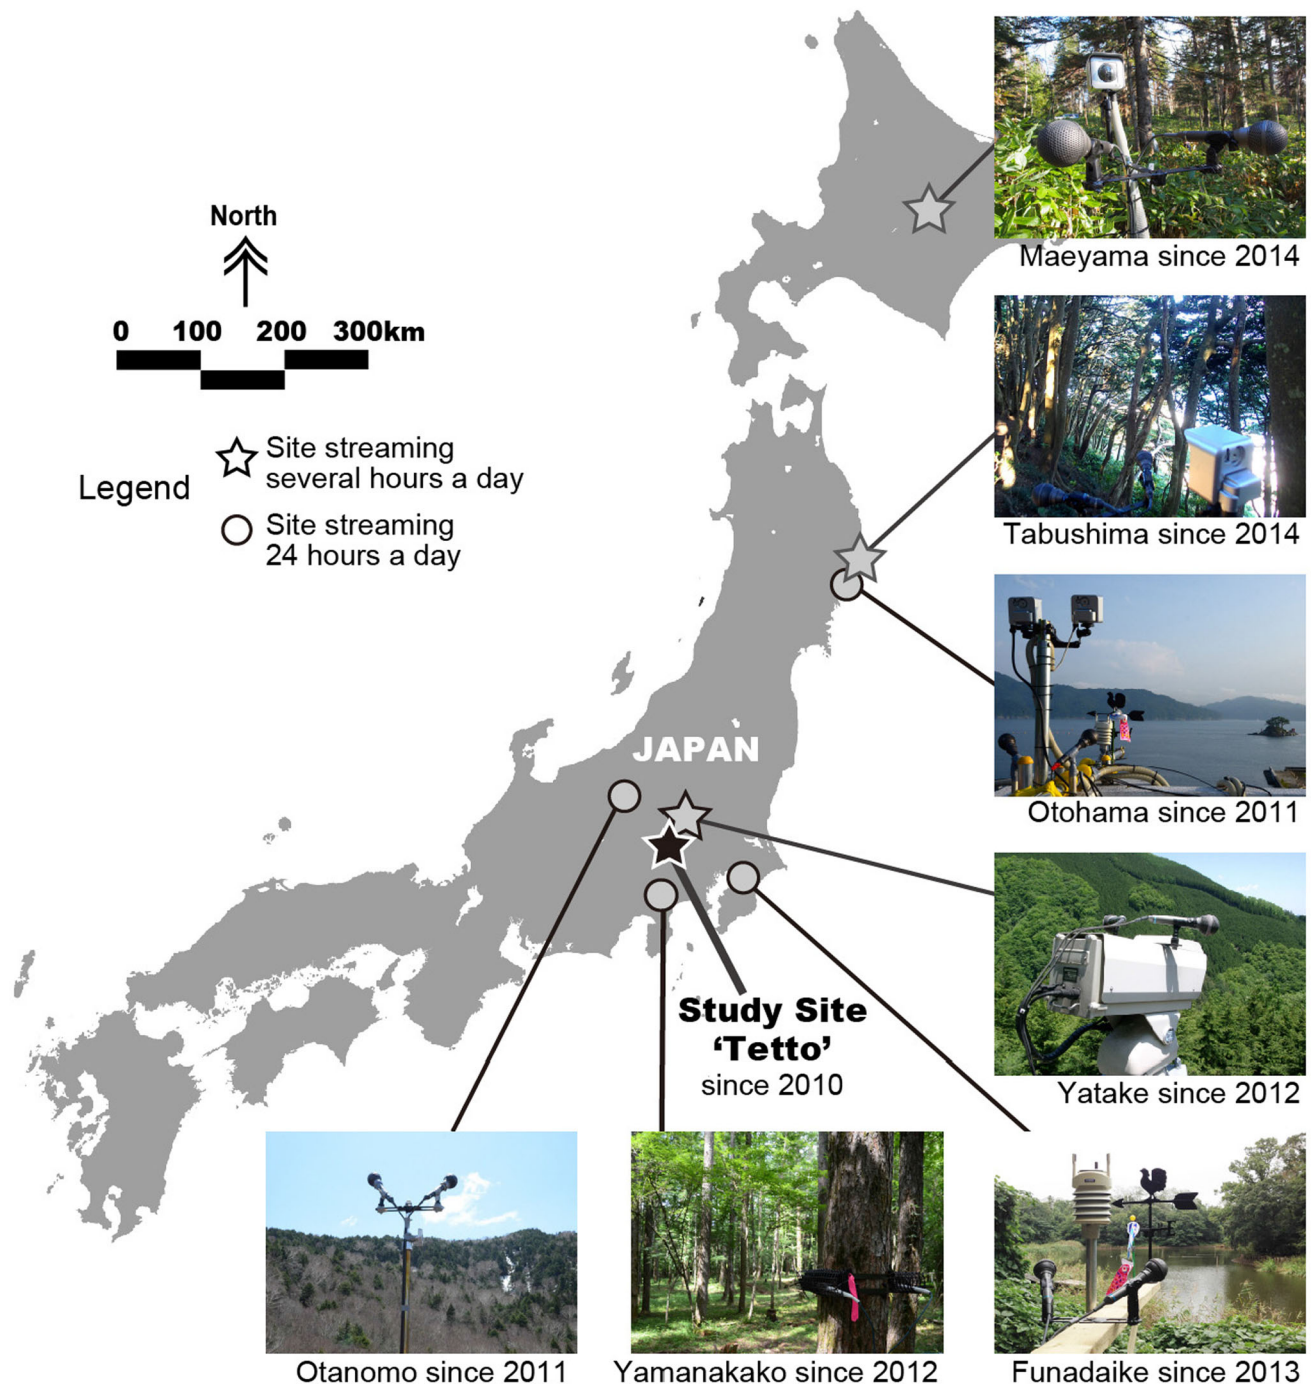 North
0 100 200 300km
Legend
Site streaming
several hours a day
Site streaming
24 hours a day
JAPAN
Study Site
‘Tetto’
since 2010
Maeyama since 2014
Tabushima since 2014
Otohama since 2011
Yatake since 2012
Otanomo since 2011
Yamanakako since 2012
Funadaike since 2013